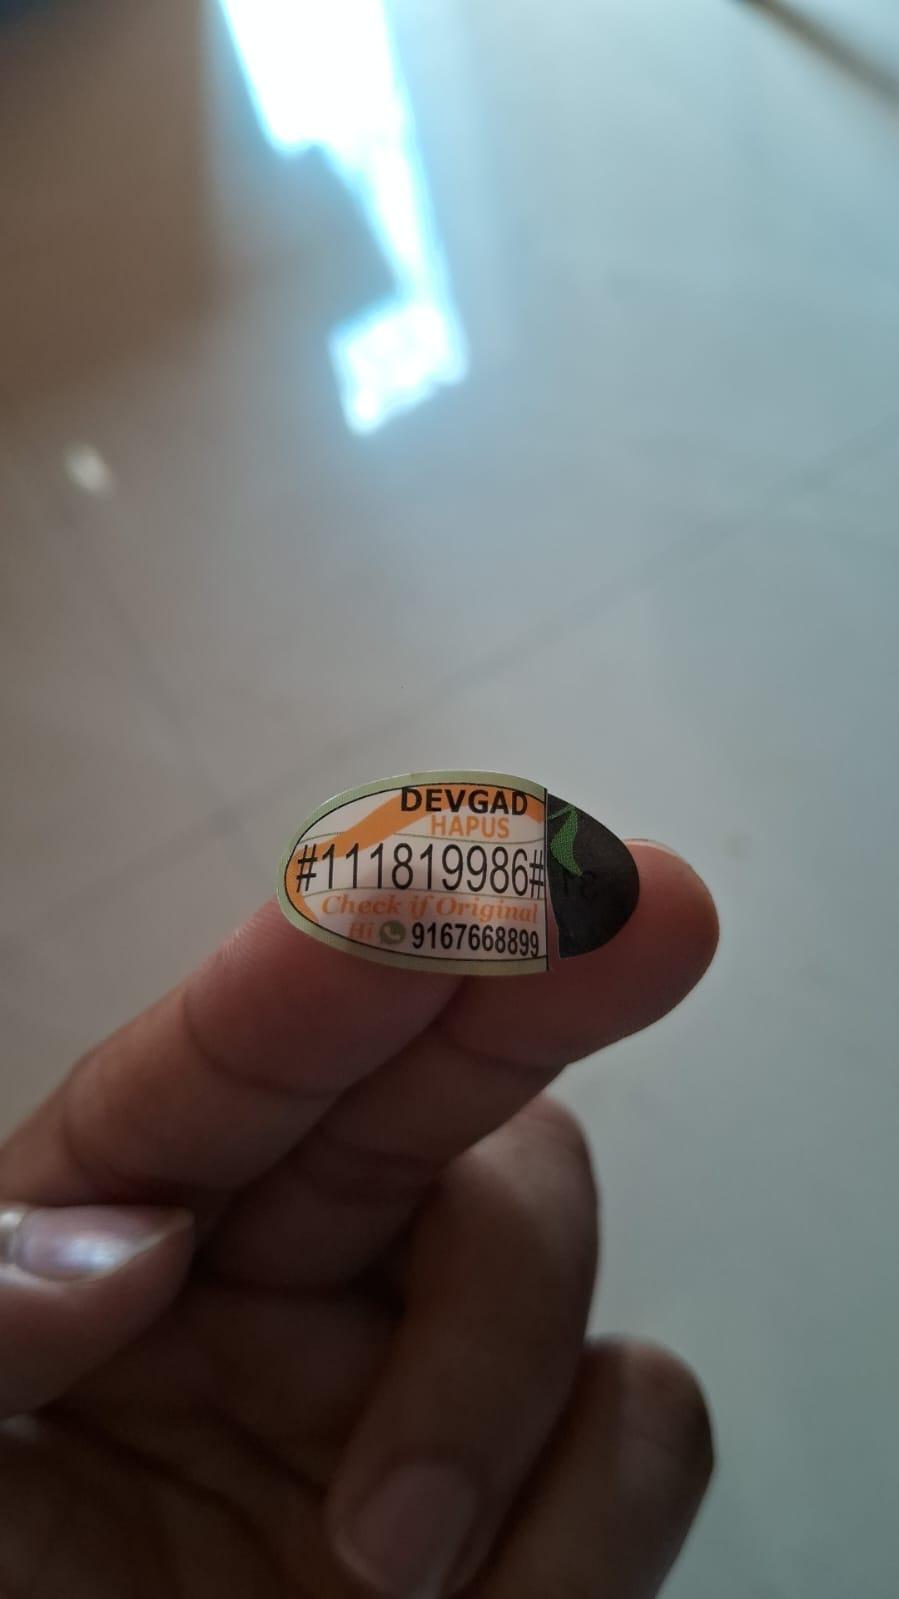 DEVGAD
HAPUS
#111819986#
Check if Original
Hi 9167668899